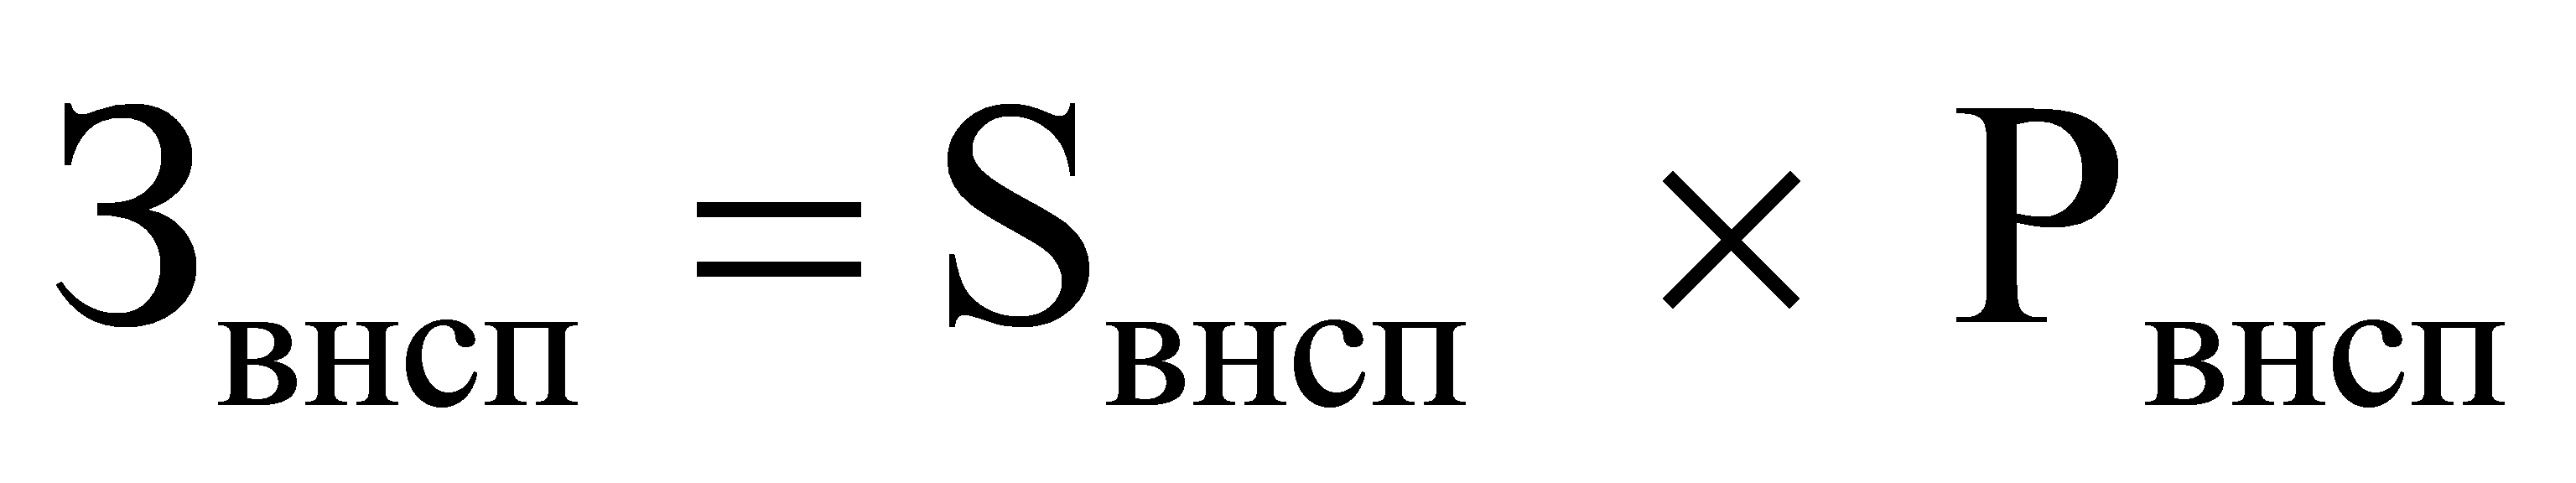 З внсп = S внсп × P внсп